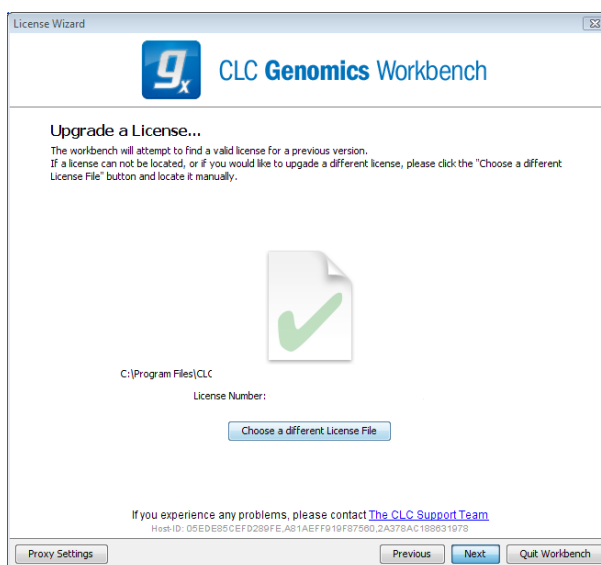 License Wizard
gx CLC Genomics Workbench
Upgrade a License...
The workbench will attempt to find a valid license for a previous version.
If a license can not be located, or if you would like to upgade a different license, please click the "Choose a different
License File" button and locate it manually.
C:\Program Files\CLC
License Number:
Choose a different License File
If you experience any problems, please contact The CLC Support Team
Host-ID: 05EDEB5CEFD289FE,A81AEFF919F87560,2A378AC188631978
Proxy Settings Previous Next Quit Workbench